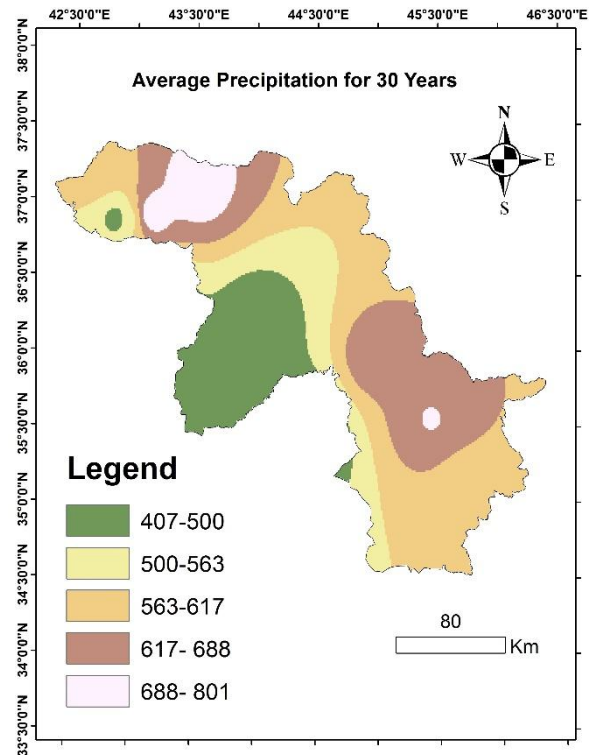 42°30'0"E 43°30'0"E 44°30'0"E 45°30'0"E 46°30'0"E
38°0'0"N
37°30'0"N
37°0'0"N
36°30'0"N
36°0'0"N
35°30'0"N
35°0'0"N
34°30'0"N
34°0'0"N
33°30'0"N
Average Precipitation for 30 Years
N
W E
S
Legend
407-500
500-563
563-617
617- 688
688- 801
80
Km